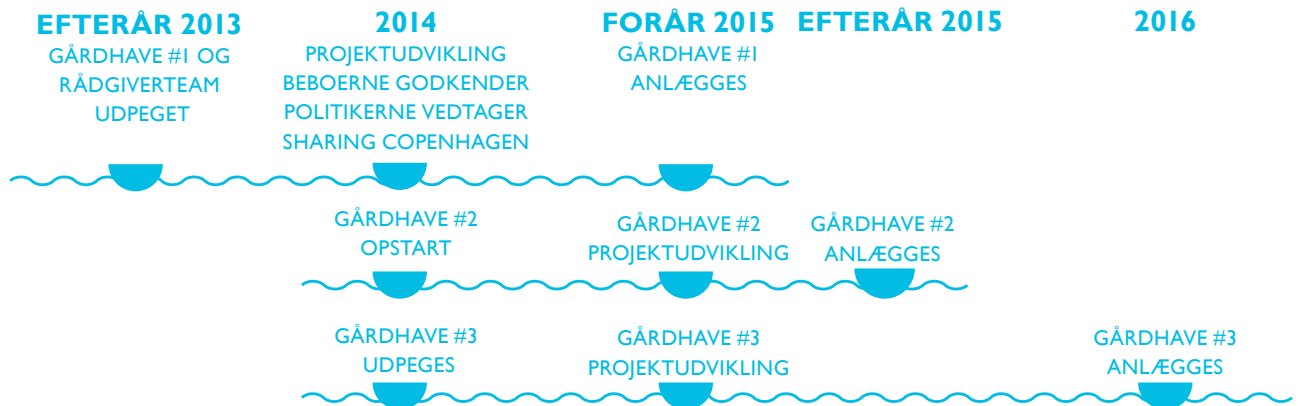 EFTERÅR 2013
GÅRDHAVE #1 OG
RÅDGIVERTEAM
UDPEGET
2014
PROJEKTUDVIKLING
BEBOERNE GODKENDER
POLITIKERNE VEDTAGER
SHARING COPENHAGEN
FORÅR 2015
GÅRDHAVE #1
ANLÆGGES
EFTERÅR 2015
2016
GÅRDHAVE #2
OPSTART
GÅRDHAVE #2
PROJEKTUDVIKLING
GÅRDHAVE #2
ANLÆGGES
GÅRDHAVE #3
UDPEGES
GÅRDHAVE #3
PROJEKTUDVIKLING
GÅRDHAVE #3
ANLÆGGES